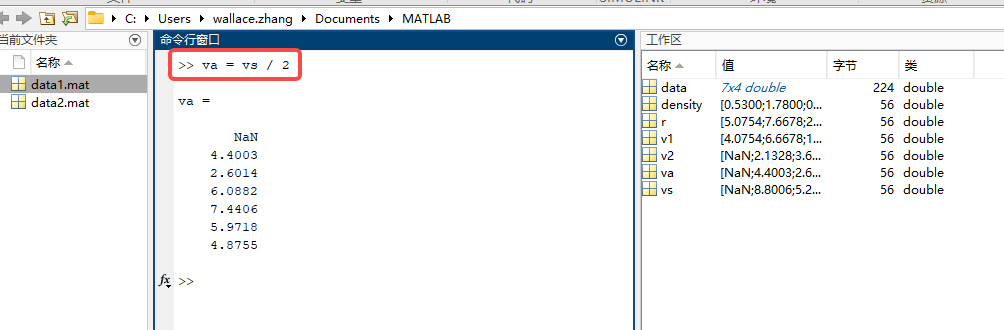 C: Users wallace.zhang Documents MATLAB
当前文件夹
名称
data1.mat
data2.mat
命令行窗口
>> va = vs / 2
va =
NaN
4.4003
2.6014
6.0882
7.4406
5.9718
4.8755
fx >>
工作区
名称 值 字节 类
data 7x4 double 224 double
density [0.5300;1.7800;0... 56 double
r [5.0754;7.6678;2... 56 double
v1 [4.0754;6.6678;1... 56 double
v2 [NaN;2.1328;3.6... 56 double
va [NaN;4.4003;2.6... 56 double
vs [NaN;8.8006;5.2... 56 double